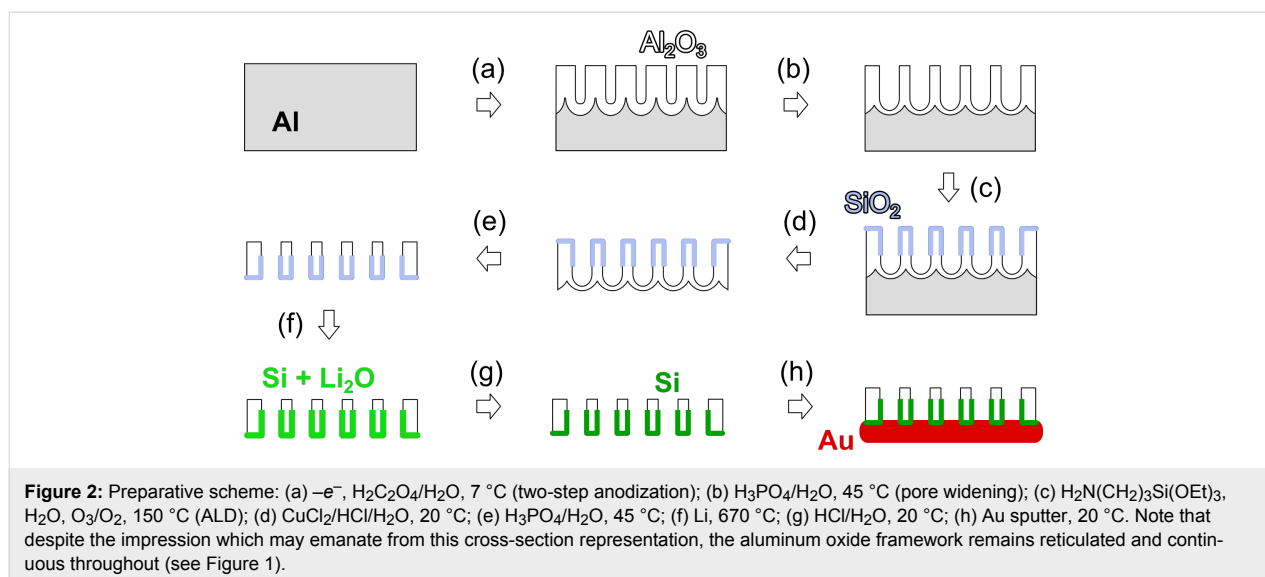 Al₂O₃
(a) (b)
Al
(c)
SiO₂
(e) (d)
(f)
Si + Li₂O (g) Si (h)
Au
Figure 2: Preparative scheme: (a) –e⁻, H₂C₂O₄/H₂O, 7 °C (two-step anodization); (b) H₃PO₄/H₂O, 45 °C (pore widening); (c) H₂N(CH₂)₃Si(OEt)₃,
H₂O, O₃/O₂, 150 °C (ALD); (d) CuCl₂/HCl/H₂O, 20 °C; (e) H₃PO₄/H₂O, 45 °C; (f) Li, 670 °C; (g) HCl/H₂O, 20 °C; (h) Au sputter, 20 °C. Note that
despite the impression which may emanate from this cross-section representation, the aluminum oxide framework remains reticulated and contin-
uous throughout (see Figure 1).